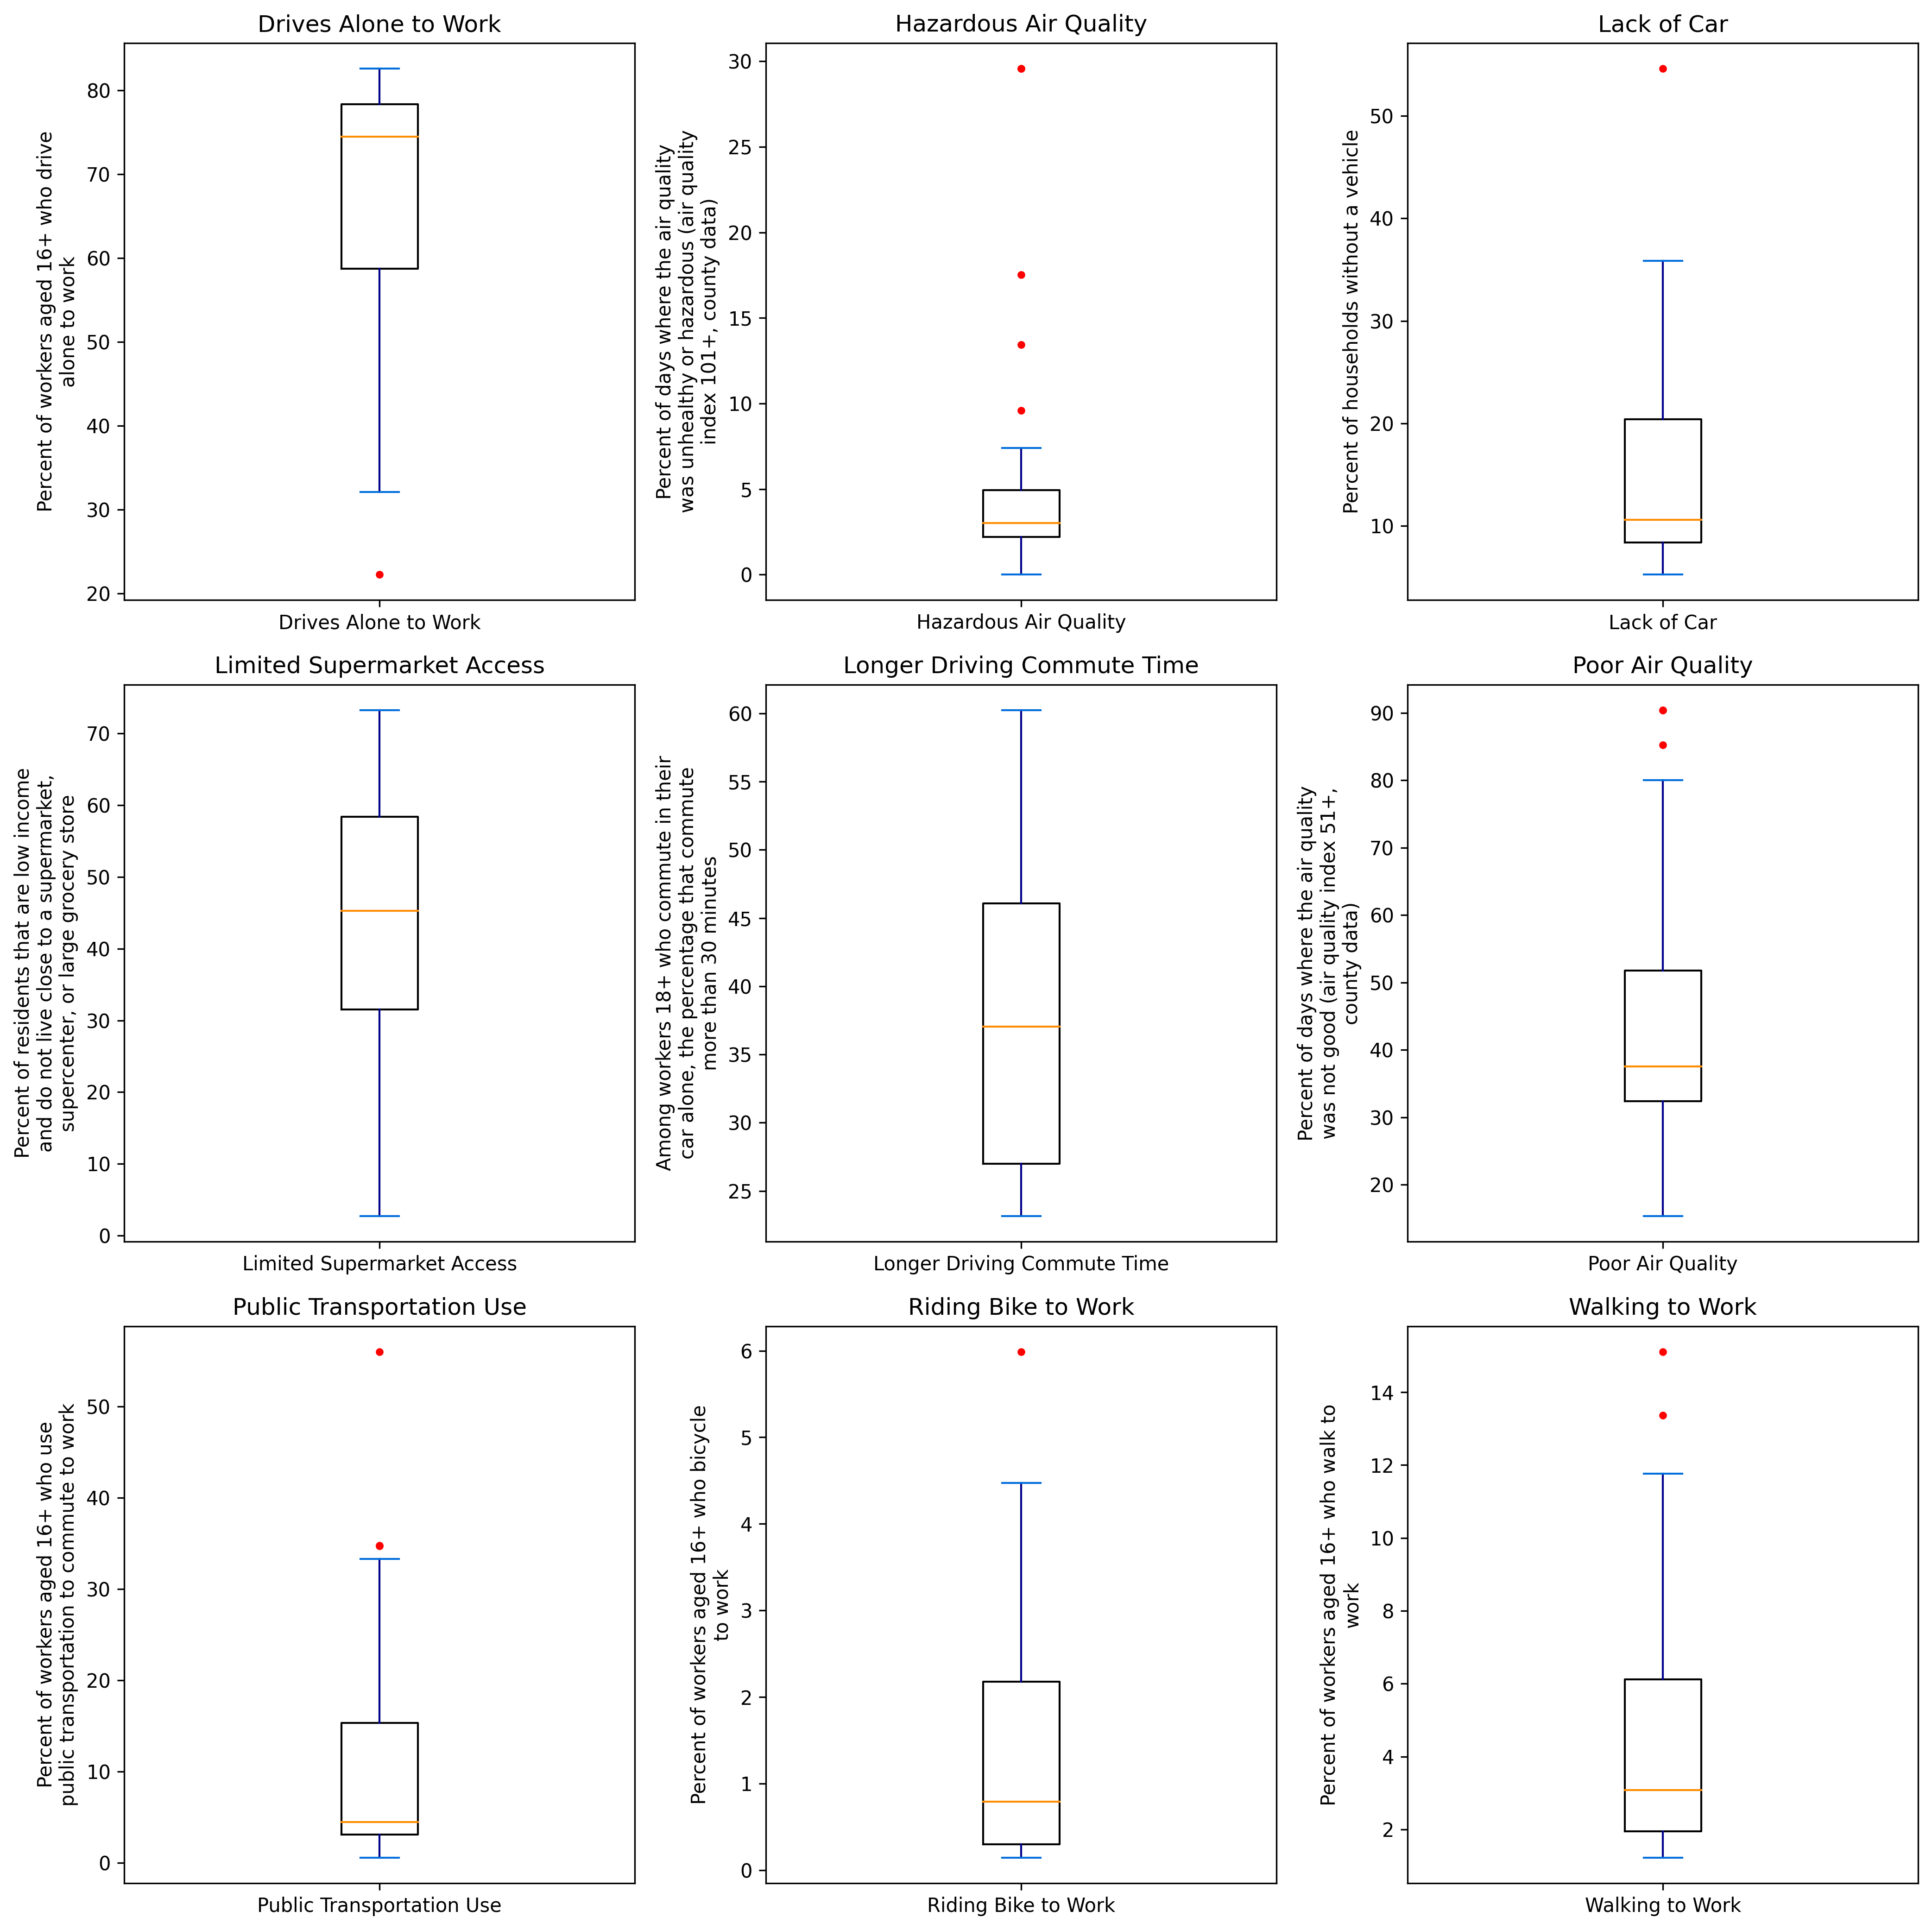 Drives Alone to Work
Percent of workers aged 16+ who drive
alone to work
80
70
60
50
40
30
20
Drives Alone to Work
Hazardous Air Quality
Percent of days where the air quality
was unhealthy or hazardous (air quality
index 101+, county data)
30
25
20
15
10
5
0
Hazardous Air Quality
Lack of Car
Percent of households without a vehicle
50
40
30
20
10
Lack of Car
Limited Supermarket Access
Percent of residents that are low income
and do not live close to a supermarket,
supercenter, or large grocery store
70
60
50
40
30
20
10
0
Limited Supermarket Access
Longer Driving Commute Time
Among workers 18+ who commute in their
car alone, the percentage that commute
more than 30 minutes
60
55
50
45
40
35
30
25
Longer Driving Commute Time
Poor Air Quality
Percent of days where the air quality
was not good (air quality index 51+,
county data)
90
80
70
60
50
40
30
20
Poor Air Quality
Public Transportation Use
Percent of workers aged 16+ who use
public transportation to commute to work
50
40
30
20
10
0
Public Transportation Use
Riding Bike to Work
Percent of workers aged 16+ who bicycle
to work
6
5
4
3
2
1
0
Riding Bike to Work
Walking to Work
Percent of workers aged 16+ who walk to
work
14
12
10
8
6
4
2
Walking to Work